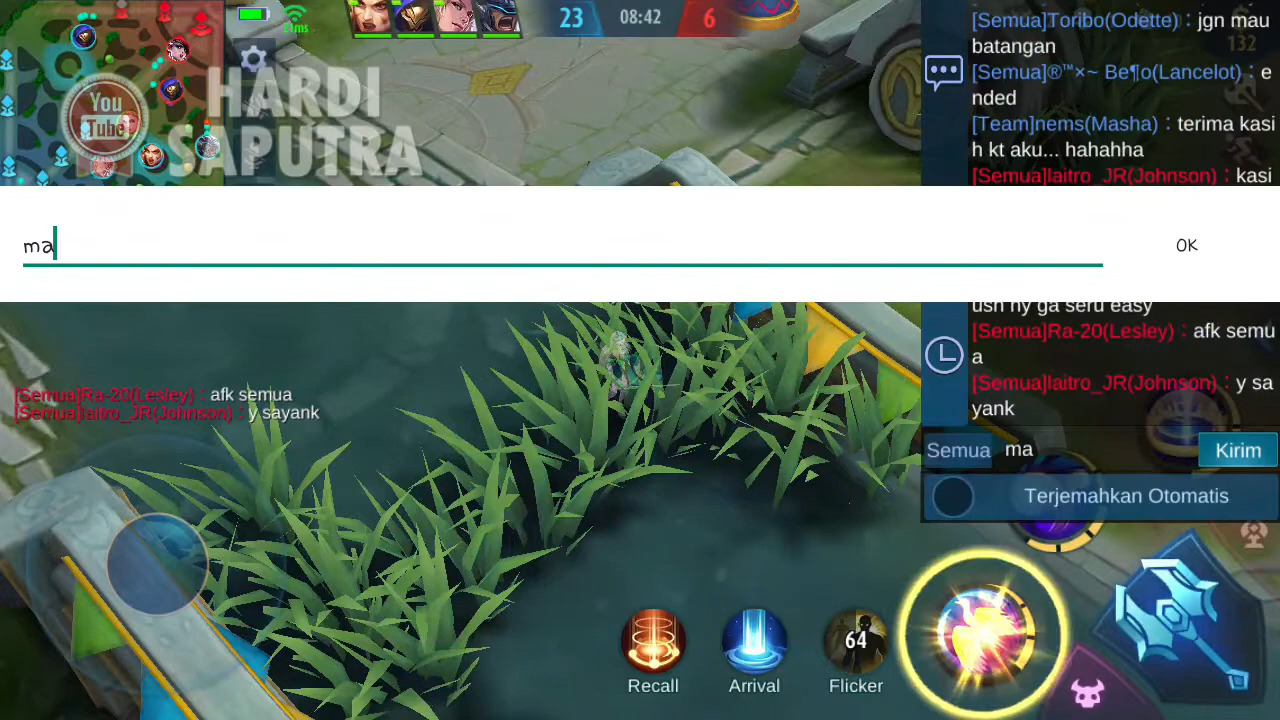 23
08:42
6
81ms
You
Tube
HARDI
SAPUTRA
[Semua]Toribo(Odette) : jgn mau
batangan
[Semua]®™×~ Be¶o(Lancelot) : e
nded
[Team]nems(Masha) : terima kasi
h kt aku... hahahha
[Semua]laitro_JR(Johnson) : kasi
132
ma
OK
ush ny ga seru easy
[Semua]Ra-20(Lesley) : afk semu
a
[Semua]laitro_JR(Johnson) : y sa
yank
[Semua]Ra-20(Lesley) : afk semua
[Semua]laitro_JR(Johnson) : y sayank
Semua
ma
Kirim
Terjemahkan Otomatis
64
Recall
Arrival
Flicker